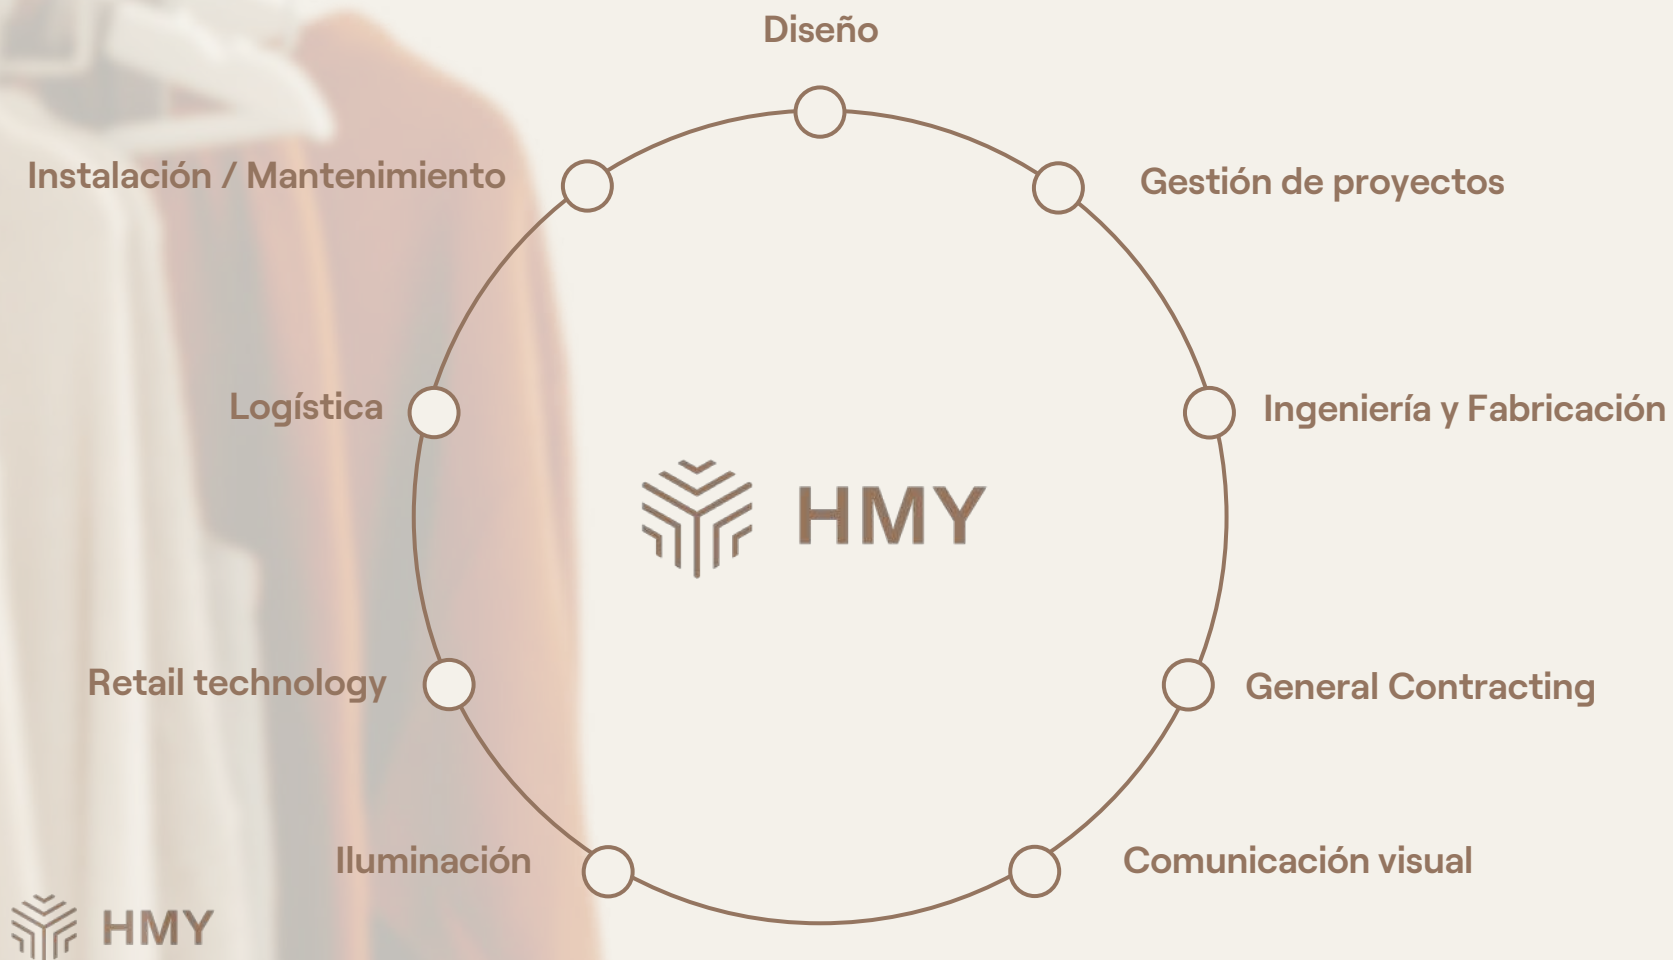 Diseño
Instalación / Mantenimiento
Gestión de proyectos
Logística
Ingeniería y Fabricación
HMY
Retail technology
General Contracting
Iluminación
Comunicación visual
HMY